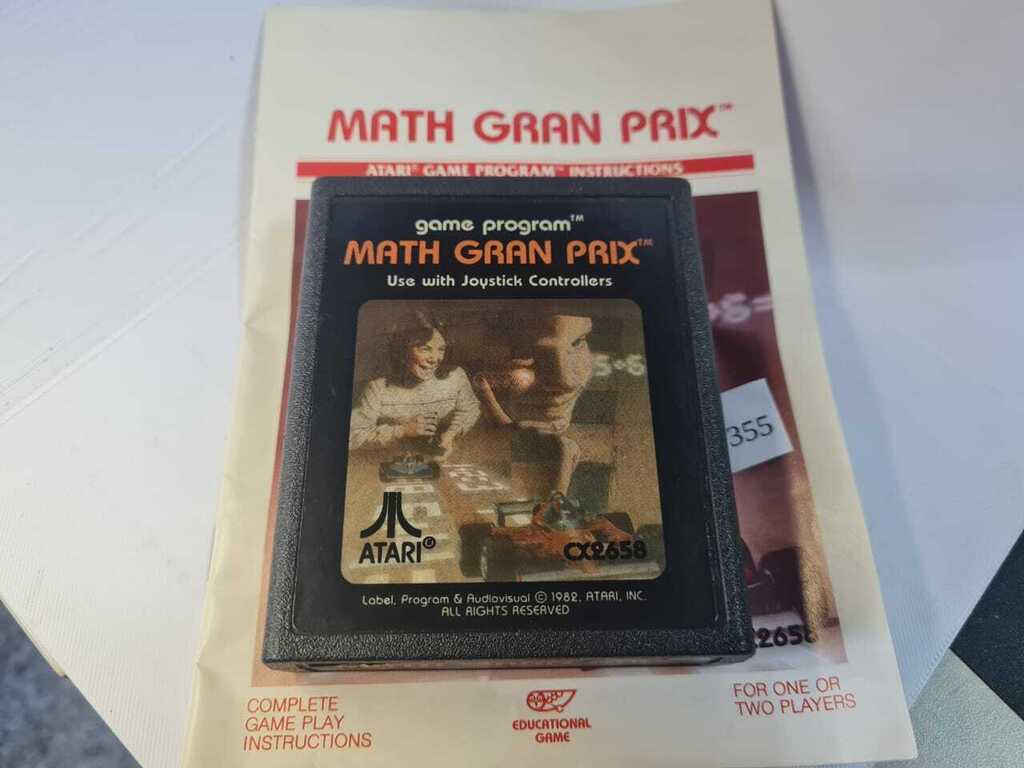 MATH GRAN PRIX™
ATARI® GAME PROGRAM™ INSTRUCTIONS
game program™
MATH GRAN PRIX™
Use with Joystick Controllers
5+6
355
ATARI®
CX2658
Label, Program & Audiovisual © 1982, ATARI, INC.
ALL RIGHTS RESERVED
2658
COMPLETE
GAME PLAY
INSTRUCTIONS
EDUCATIONAL
GAME
FOR ONE OR
TWO PLAYERS